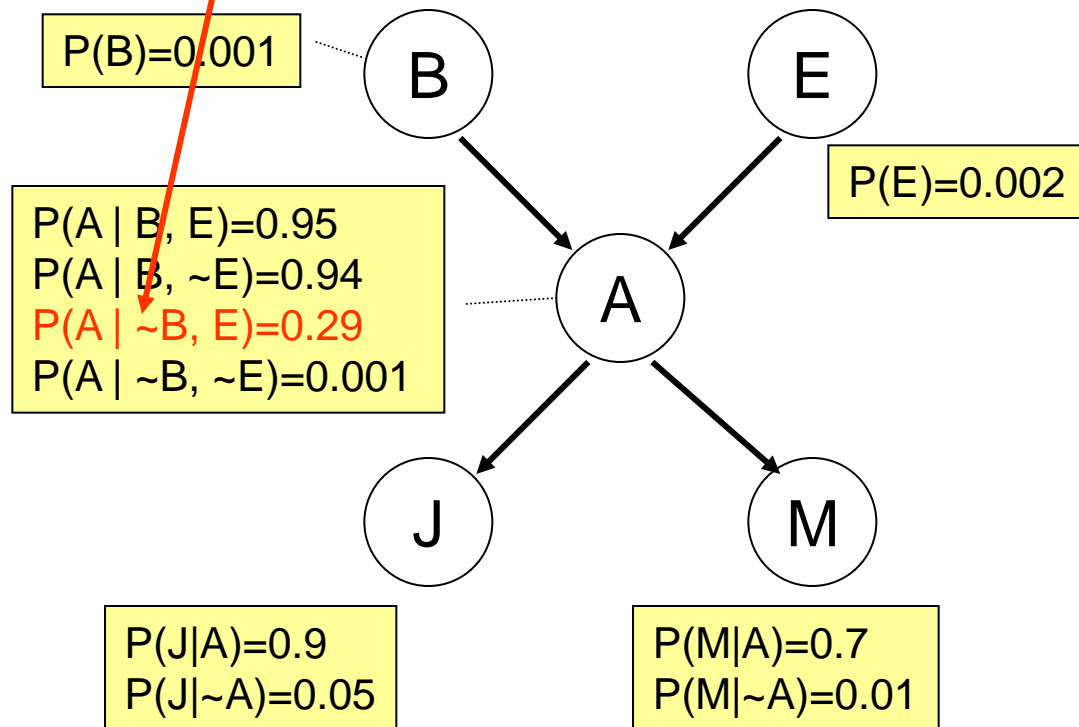 P(B)=0.001
B
E
P(E)=0.002
P(A | B, E)=0.95
P(A | B, ~E)=0.94
P(A | ~B, E)=0.29
P(A | ~B, ~E)=0.001
A
J
M
P(J|A)=0.9
P(J|~A)=0.05
P(M|A)=0.7
P(M|~A)=0.01